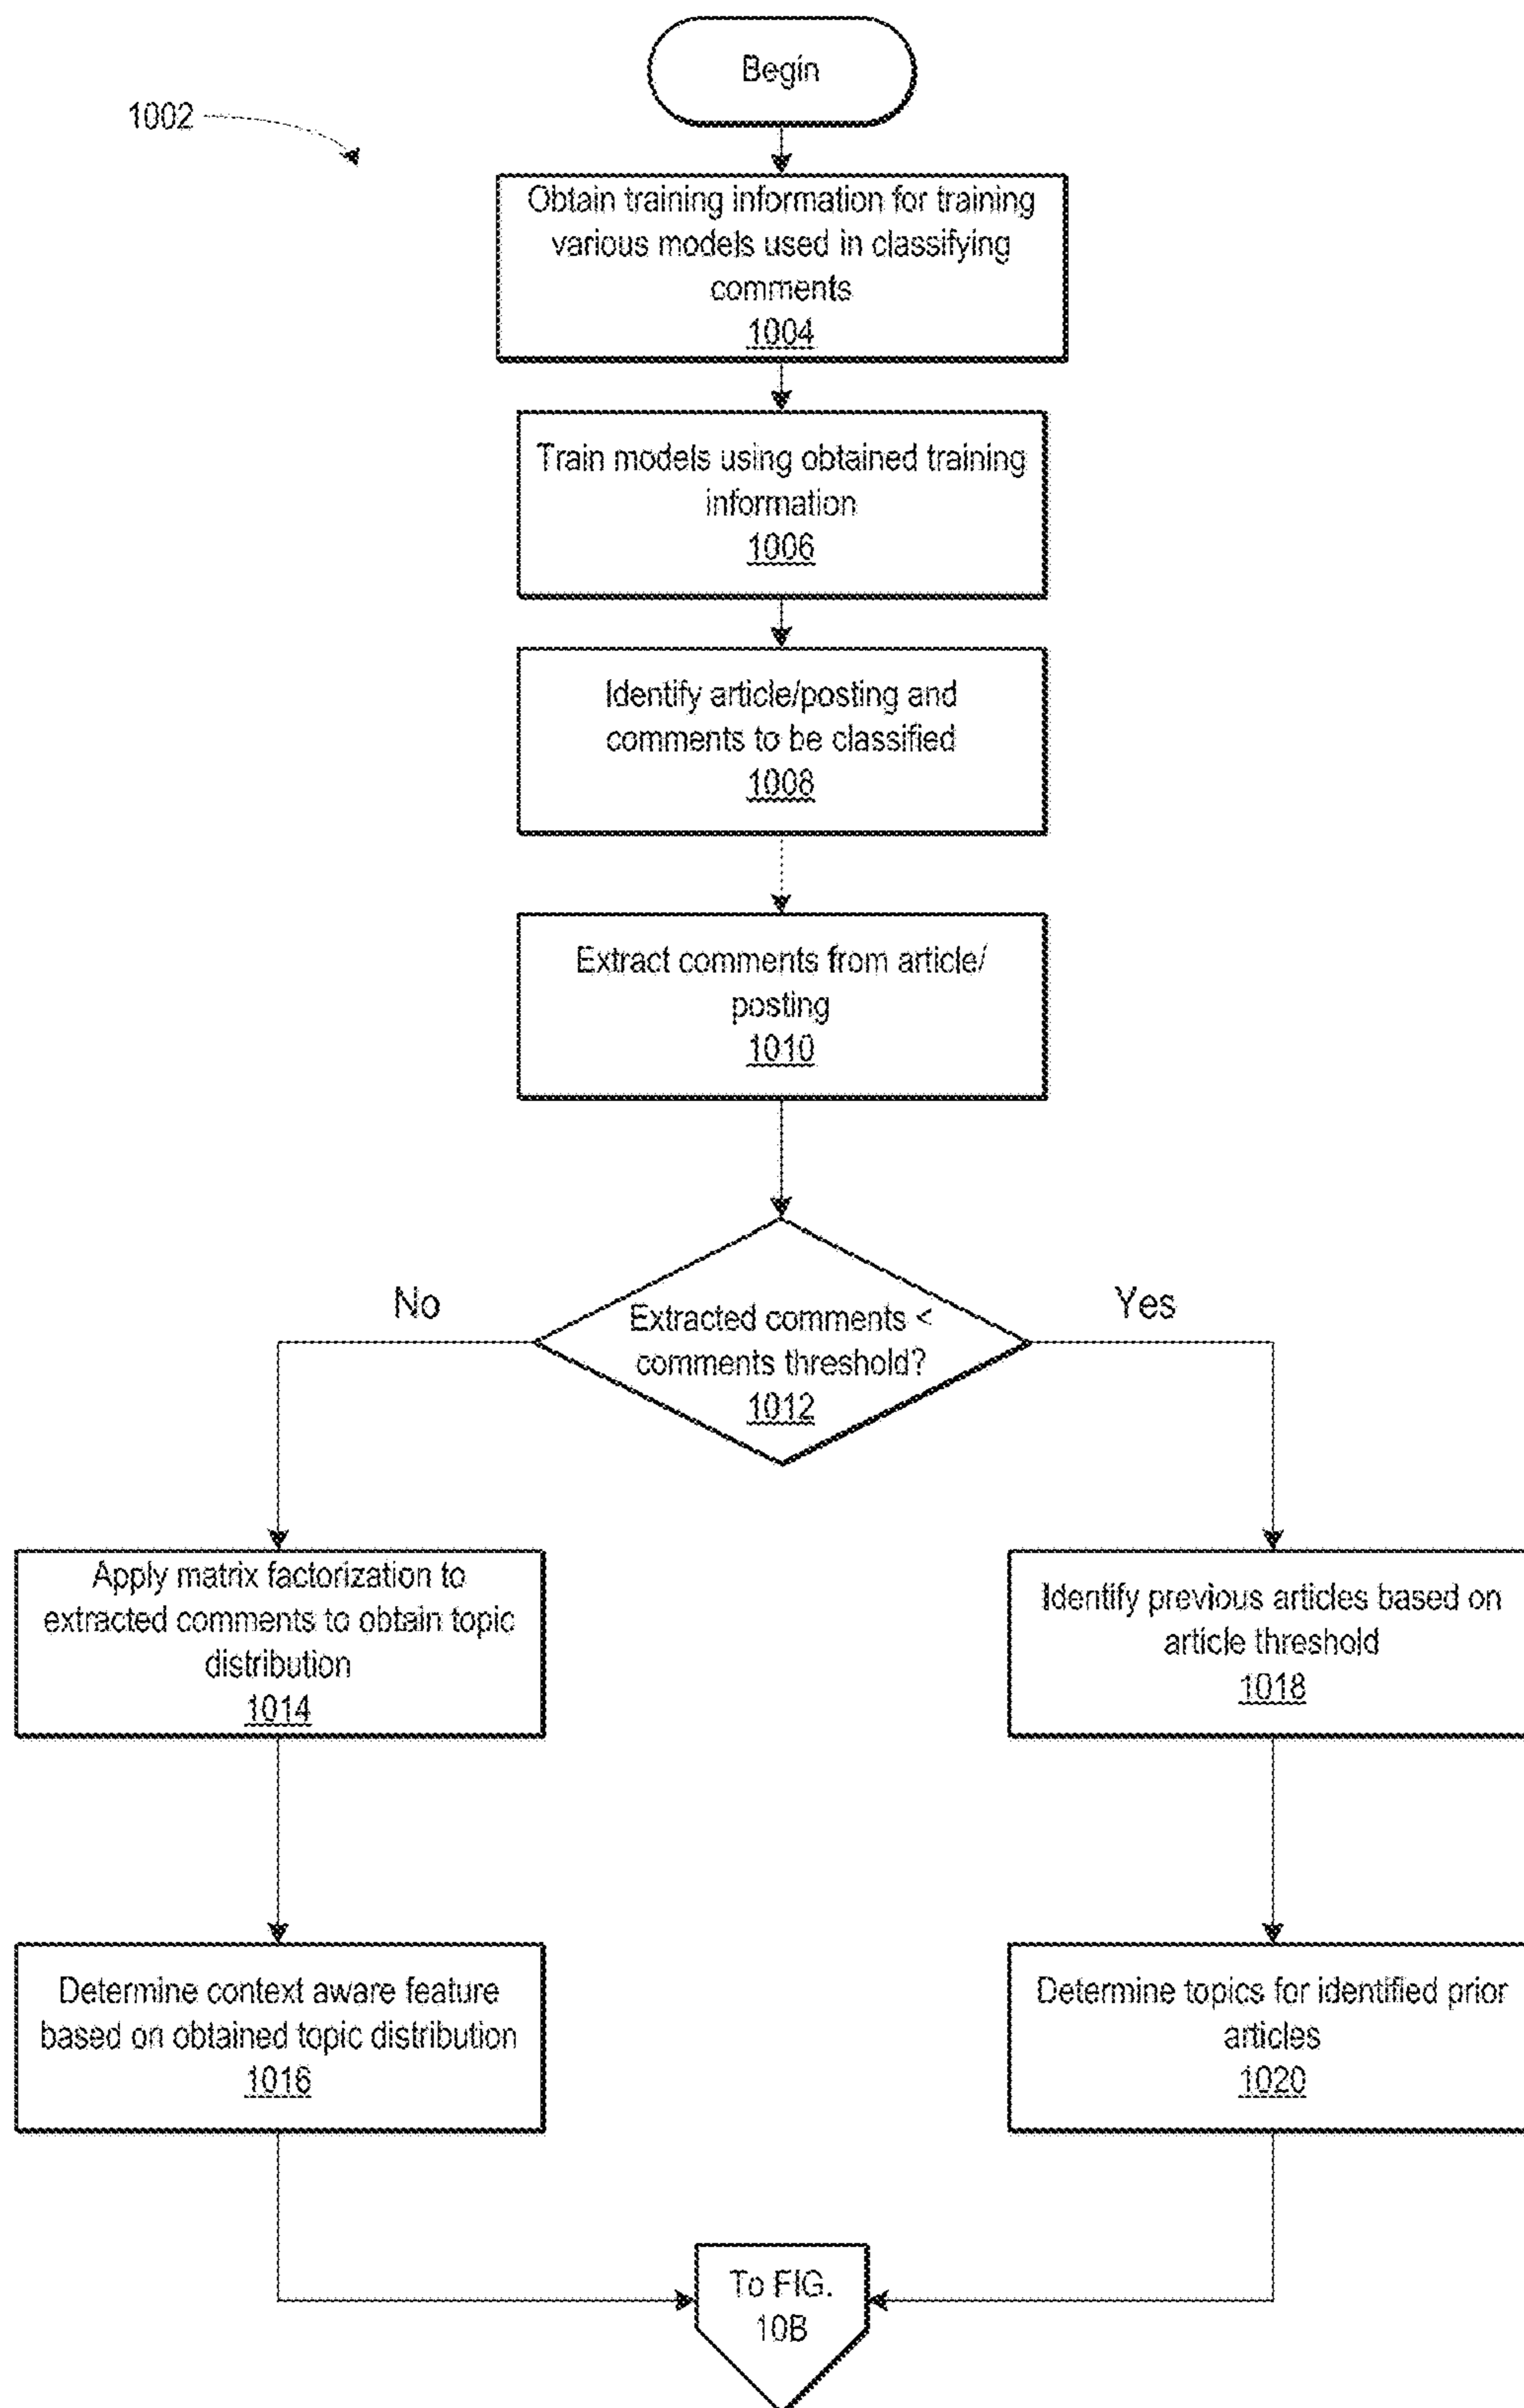 Begin
1002
Obtain training information for training
various models used in classifying
comments
1004
Train models using obtained training
information
1006
Identify article/posting and
comments to be classified
1008
Extract comments from article/
posting
1010
No
Yes
Extracted comments <
comments threshold?
1012
Apply matrix factorization to
extracted comments to obtain topic
distribution
1014
Identify previous articles based on
article threshold
1018
Determine context aware feature
based on obtained topic distribution
1016
Determine topics for identified prior
articles
1020
To FIG.
10B